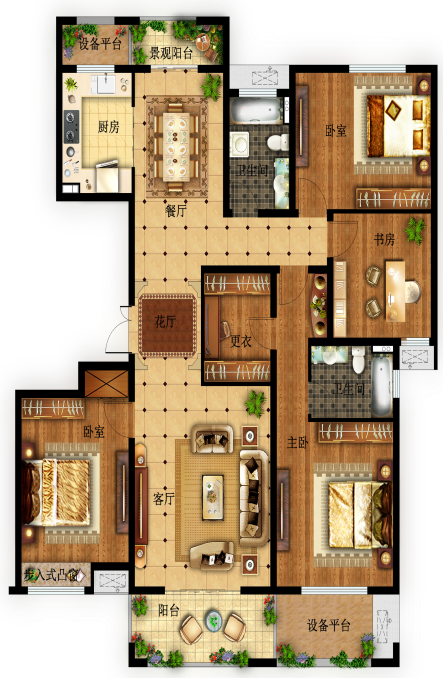 设备平台
景观阳台
厨房
卧室
卫生间
餐厅
书房
花厅
更衣
卫生间
卧室
主卧
客厅
步入式凸窗
阳台
设备平台